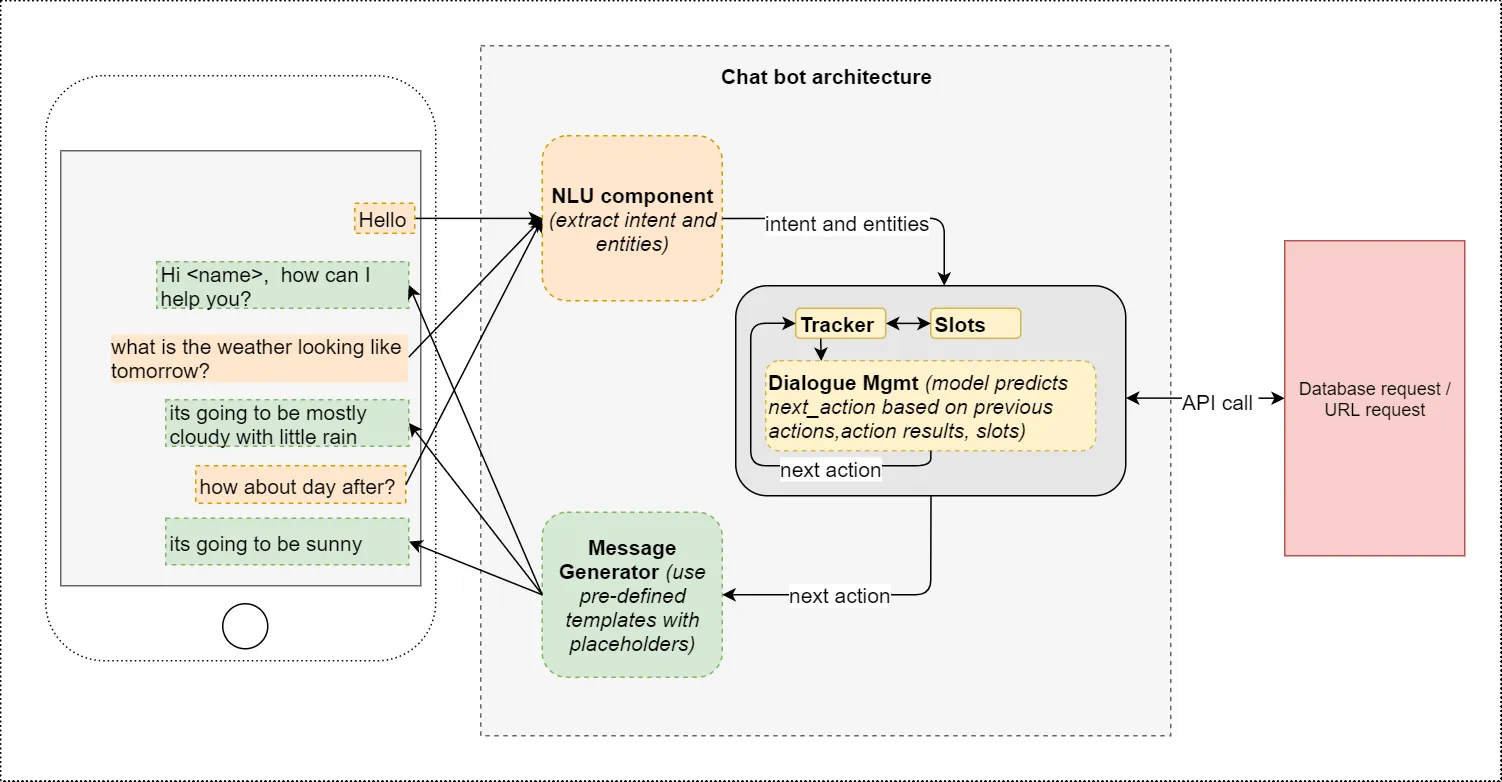 Chat bot architecture
Hello
Hi <name>,  how can I
help you?
what is the weather looking like
tomorrow?
its going to be mostly
cloudy with little rain
how about day after?
its going to be sunny
NLU component
(extract intent and
entities)
intent and entities
Tracker
Slots
Dialogue Mgmt (model predicts
next_action based on previous
actions,action results, slots)
next action
API call
Database request /
URL request
Message
Generator (use
pre-defined
templates with
placeholders)
next action